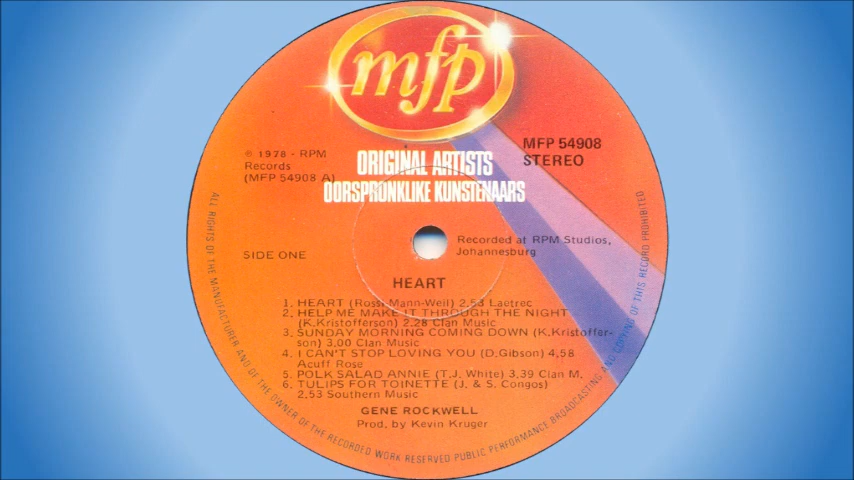 mfp
MFP 54908
STEREO
℗ 1978 - RPM
Records
(MFP 54908 A)
ORIGINAL ARTISTS
OORSPRONKLIKE KUNSTENAARS
SIDE ONE
Recorded at RPM Studios,
Johannesburg
HEART
1. HEART (Rossi-Mann-Weil) 2,53 Laetrec
2. HELP ME MAKE IT THROUGH THE NIGHT
(K.Kristofferson) 2.28 Clan Music
3. SUNDAY MORNING COMING DOWN (K.Kristoffer-
son) 3,00 Clan Music
4. I CAN'T STOP LOVING YOU (D.Gibson) 4,58
Acuff Rose
5. POLK SALAD ANNIE (T.J. White) 3,39 Clan M.
6. TULIPS FOR TOINETTE (J. & S. Congos)
2,53 Southern Music
GENE ROCKWELL
Prod. by Kevin Kruger
ALL RIGHTS OF THE MANUFACTURER AND OF THE OWNER OF THE RECORDED WORK RESERVED PUBLIC PERFORMANCE BROADCASTING AND COPYING OF THIS RECORD PROHIBITED